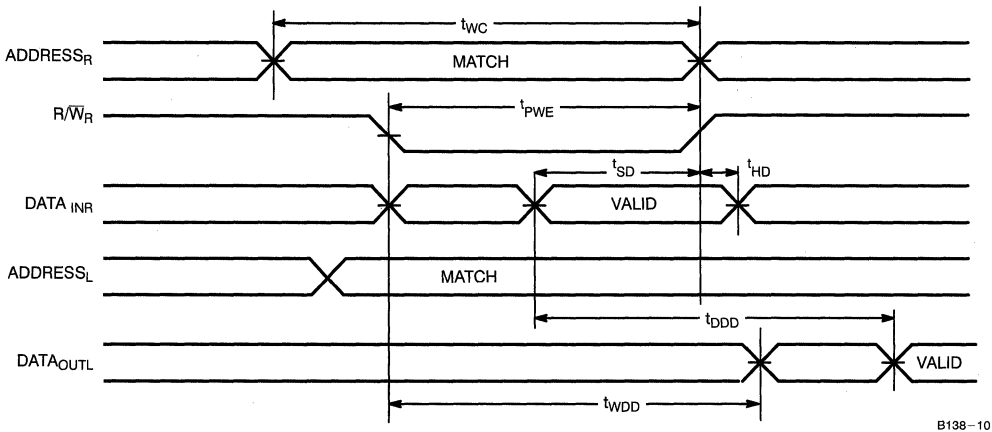 tWC
ADDRESSR
MATCH
R/W̅R
tPWE
tSD
tHD
DATA INR
VALID
ADDRESSL
MATCH
tDDD
DATAOUTL
VALID
tWDD
B138–10